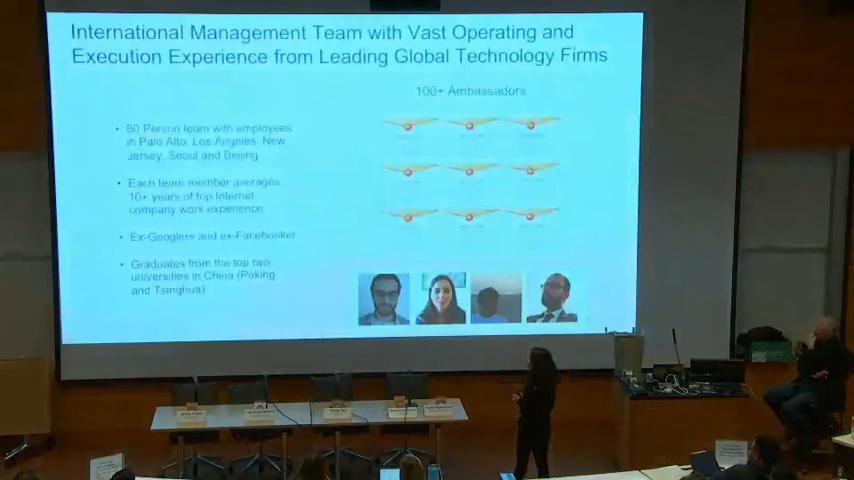 International Management Team with Vast Operating and
Execution Experience from Leading Global Technology Firms
100+ Ambassadors
• 80 Person team with employees
in Palo Alto, Los Angeles, New
Jersey, Seoul and Beijing
• Each team member averages
10+ years of top Internet
company work experience
• Ex-Googlers and ex-Facebooker
• Graduates from the top two
universities in China (Peking
and Tsinghua)